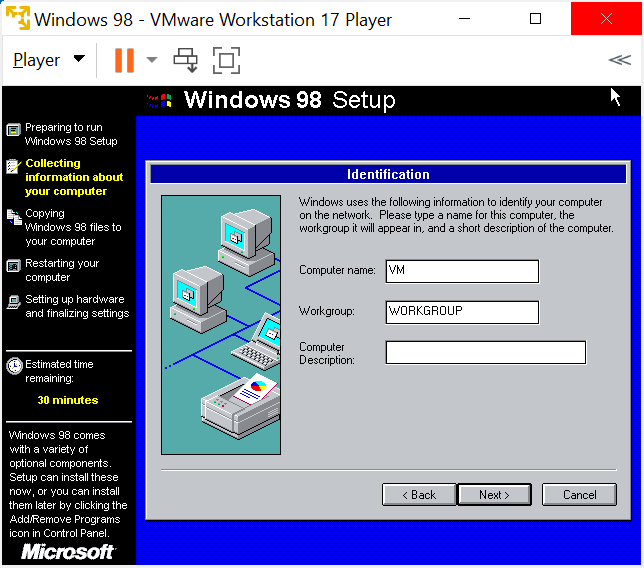 Windows 98 - VMware Workstation 17 Player
Player
Windows 98 Setup
Preparing to run
Windows 98 Setup
Collecting
information about
your computer
Copying
Windows 98 files to
your computer
Restarting your
computer
Setting up hardware
and finalizing settings
Estimated time
remaining:
30 minutes
Windows 98 comes
with a variety of
optional components.
Setup can install these
now, or you can install
them later by clicking the
Add/Remove Programs
icon in Control Panel.
Microsoft
Identification
Windows uses the following information to identify your computer
on the network.  Please type a name for this computer, the
workgroup it will appear in, and a short description of the computer.
Computer name: VM
Workgroup: WORKGROUP
Computer
Description:
< Back Next > Cancel